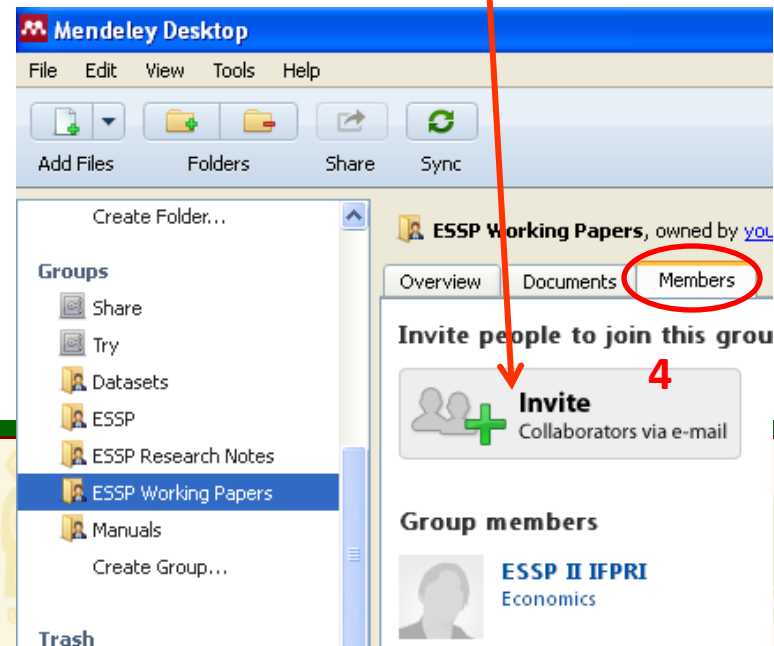 Mendeley Desktop
File Edit View Tools Help
Add Files Folders Share Sync
Create Folder...
Groups
Share
Try
Datasets
ESSP
ESSP Research Notes
ESSP Working Papers
Manuals
Create Group...
Trash
ESSP Working Papers, owned by you
Overview Documents Members
Invite people to join this grou
4
Invite
Collaborators via e-mail
Group members
ESSP II IFPRI
Economics